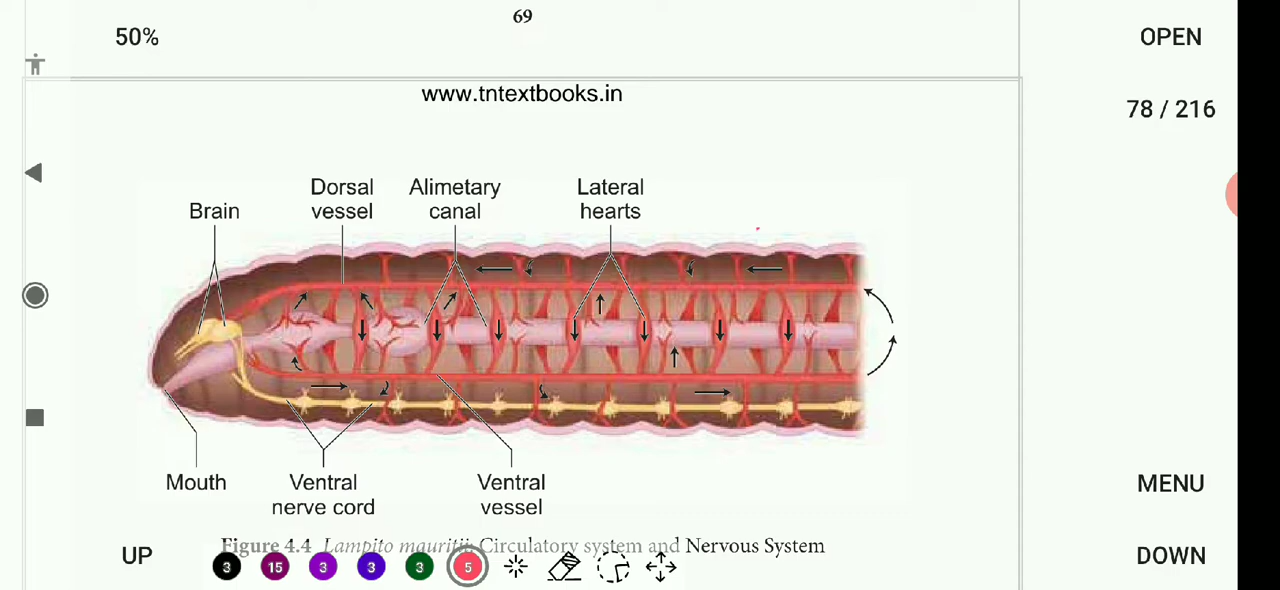 69
50%
OPEN
www.tntextbooks.in
78 / 216
Dorsal
vessel
Alimetary
canal
Lateral
hearts
Brain
Mouth
Ventral
nerve cord
Ventral
vessel
MENU
UP
Figure 4.4 Lampito mauritii: Circulatory system and Nervous System
DOWN
3
15
3
3
3
5